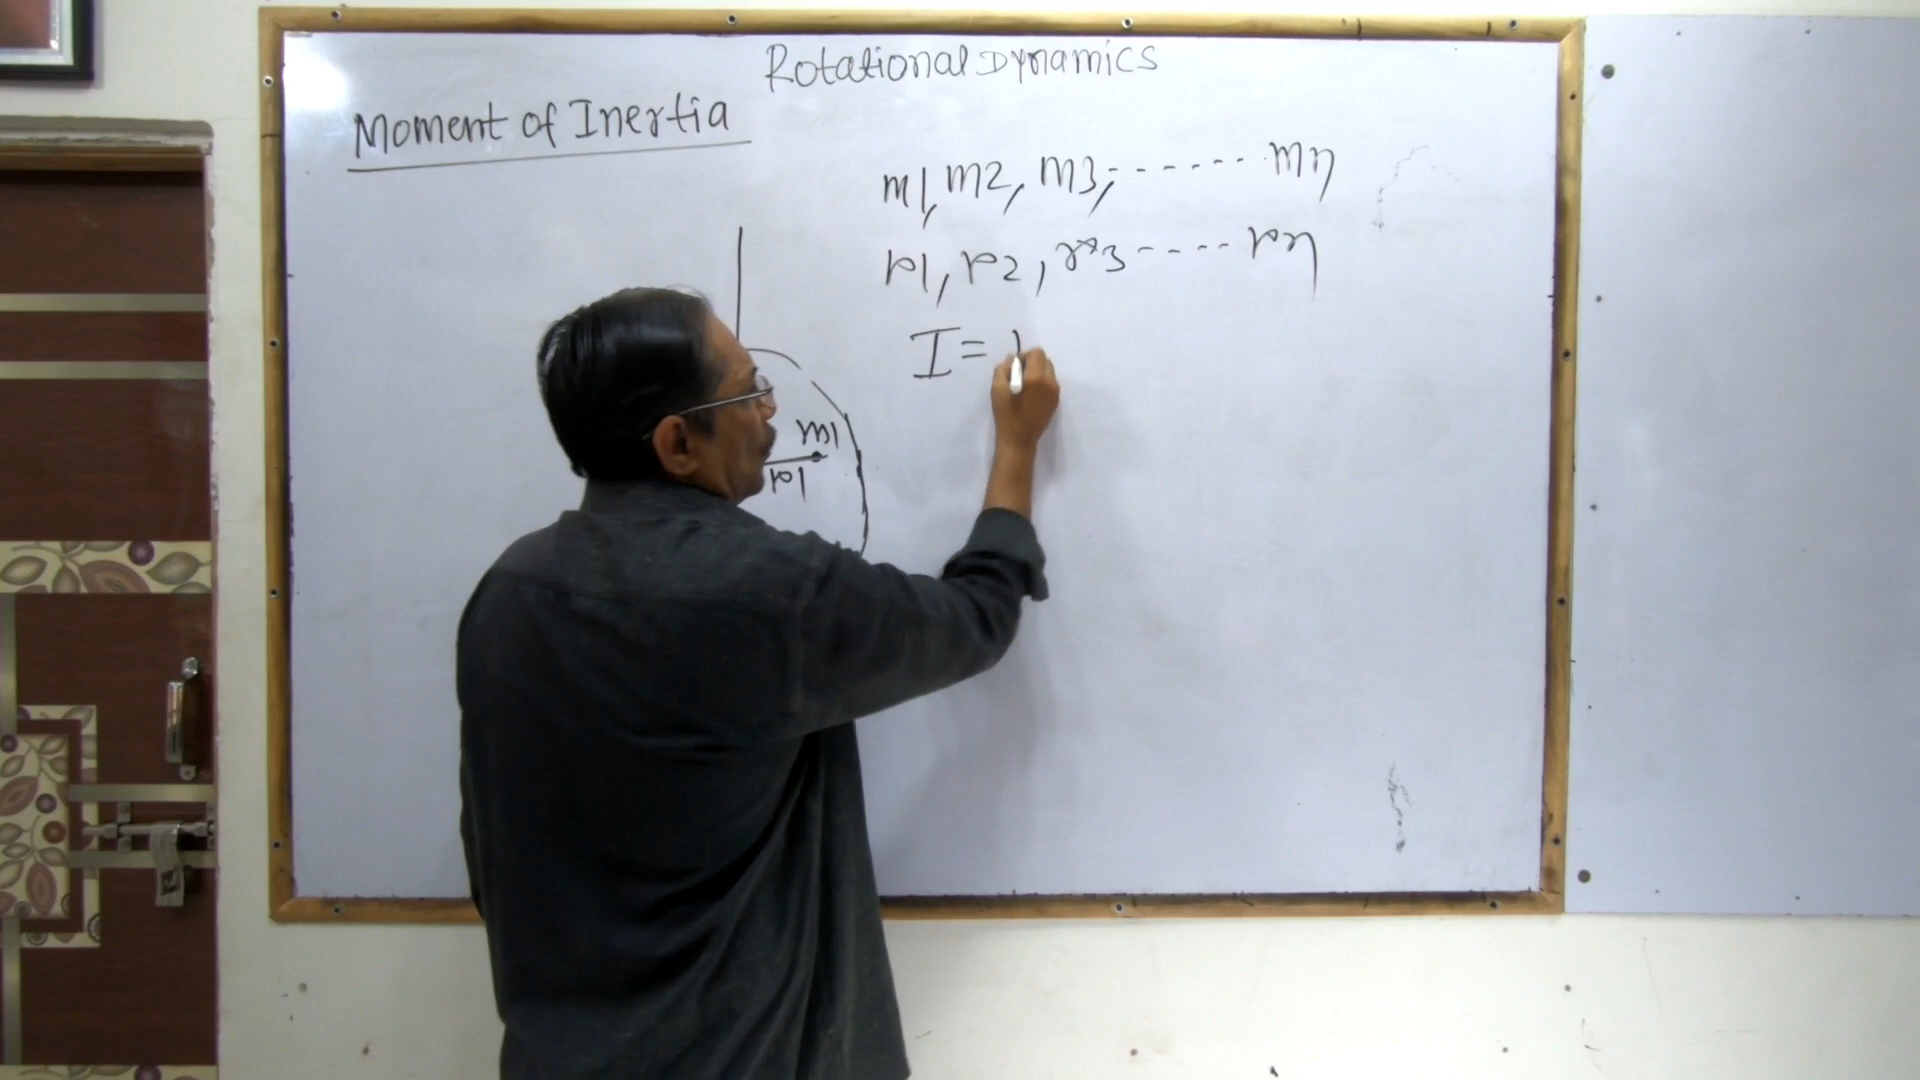 Rotational Dynamics
Moment of Inertia
m1, m2, m3, ------ mn
r1, r2, r3 ---- rn
I =
m1
r1